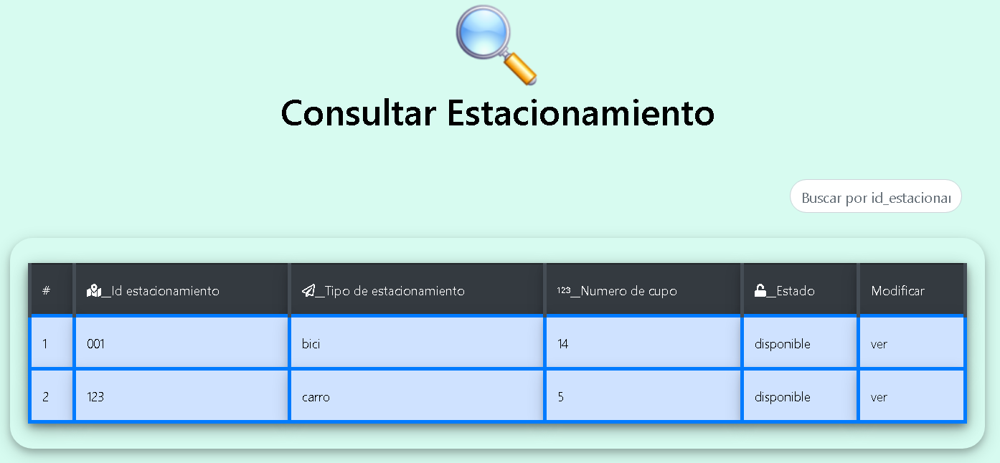 Consultar Estacionamiento
Buscar por id_estacionar
# __Id estacionamiento __Tipo de estacionamiento 123__Numero de cupo __Estado Modificar
1 001 bici 14 disponible ver
2 123 carro 5 disponible ver